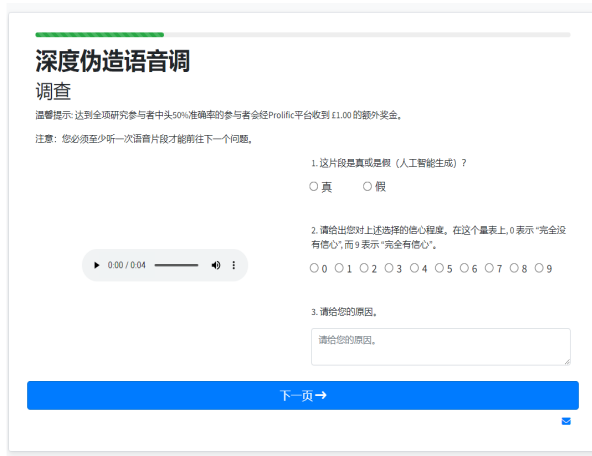 深度伪造语音调
调查
温馨提示: 达到全项研究参与者中头50%准确率的参与者会经Prolific平台收到 £1.00 的额外奖金。
注意：您必须至少听一次语音片段才能前往下一个问题。
1. 这片段是真或是假（人工智能生成）？
真 假
2. 请给出您对上述选择的信心程度。在这个量表上, 0 表示 “完全没
有信心”, 而 9 表示 “完全有信心”。
0:00 / 0:04
0 1 2 3 4 5 6 7 8 9
3. 请给您的原因。
请给您的原因。
下一页